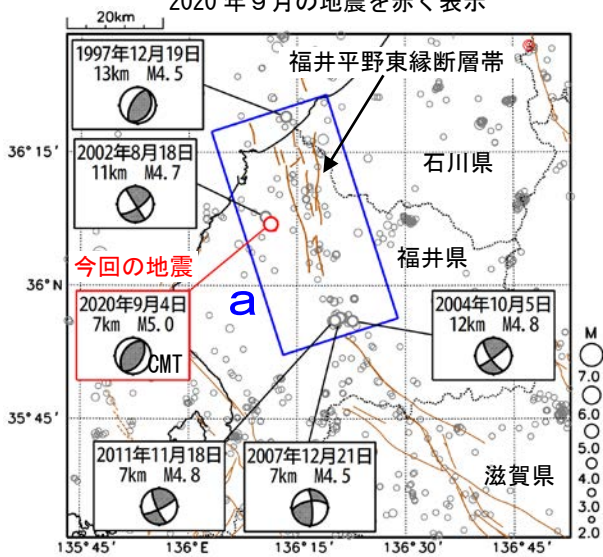 2020年9月の地震を赤く表示
20km
1997年12月19日
13km M4.5
福井平野東縁断層帯
36°15′
2002年8月18日
11km M4.7
石川県
今回の地震
福井県
36°N
a
2020年9月4日
7km M5.0
CMT
2004年10月5日
12km M4.8
M
7.0
6.0
5.0
4.0
3.0
2.0
35°45′
2011年11月18日
7km M4.8
2007年12月21日
7km M4.5
滋賀県
135°45′ 136°E 136°15′ 136°30′ 136°45′